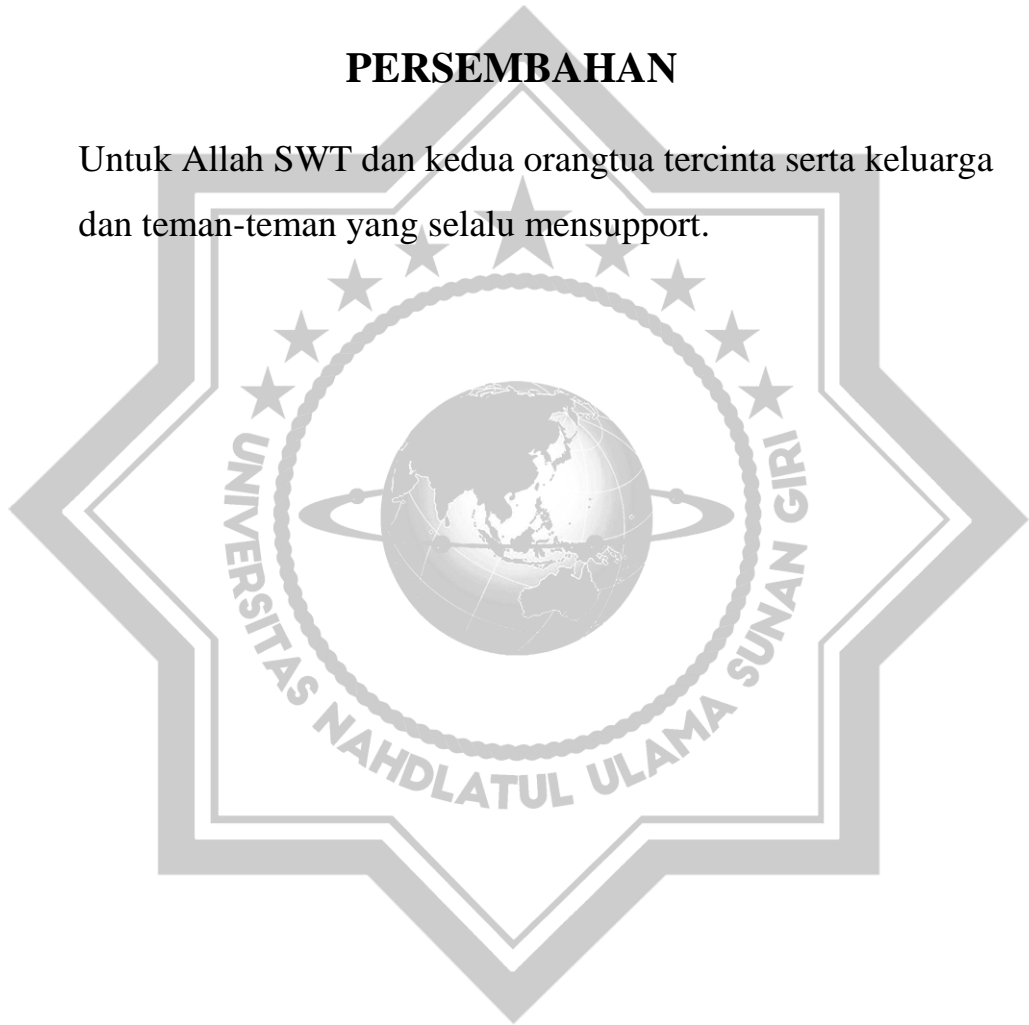 PERSEMBAHAN
Untuk Allah SWT dan kedua orangtua tercinta serta keluarga
dan teman-teman yang selalu mensupport.
UNIVERSITAS NAHDLATUL ULAMA SUNAN GIRI